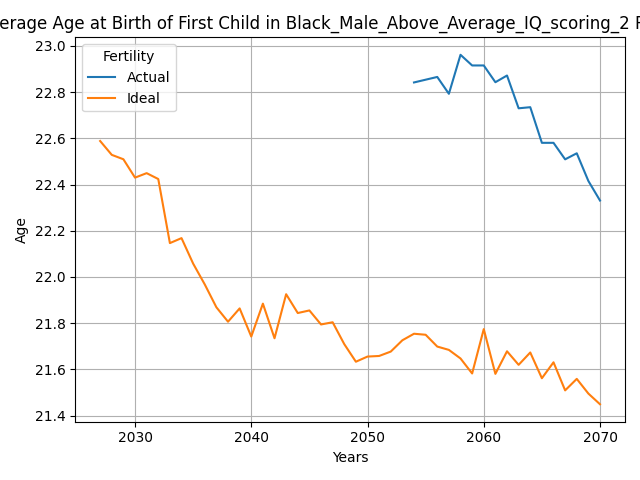 erage Age at Birth of First Child in Black_Male_Above_Average_IQ_scoring_2
Fertility
Actual
Ideal
23.0
22.8
22.6
22.4
22.2
22.0
21.8
21.6
21.4
Age
2030 2040 2050 2060 2070
Years